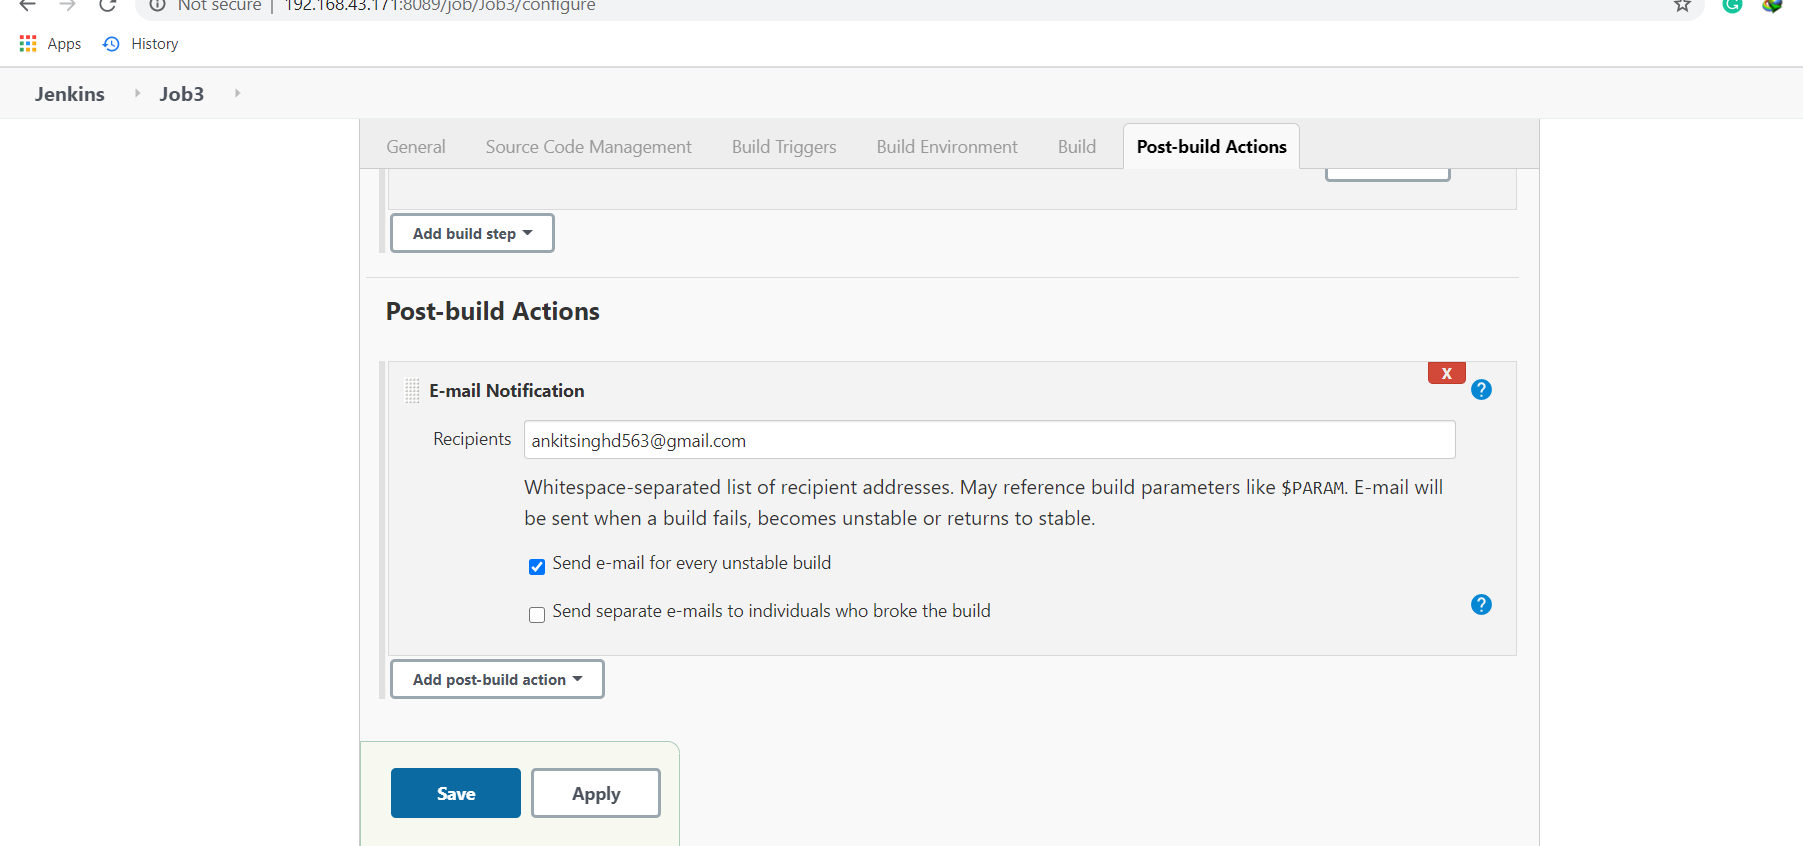 Not secure | 192.168.43.171:8089/job/Job3/configure
Apps History
Jenkins Job3
General Source Code Management Build Triggers Build Environment Build Post-build Actions
Add build step
Post-build Actions
X
E-mail Notification ?
Recipients ankitsinghd563@gmail.com
Whitespace-separated list of recipient addresses. May reference build parameters like $PARAM. E-mail will
be sent when a build fails, becomes unstable or returns to stable.
Send e-mail for every unstable build
Send separate e-mails to individuals who broke the build ?
Add post-build action
Save Apply